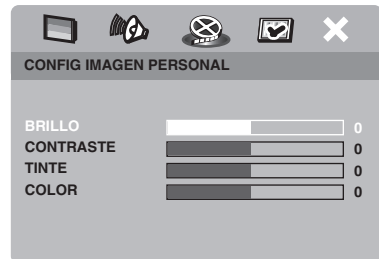 CONFIG IMAGEN PERSONAL
BRILLO 0
CONTRASTE 0
TINTE 0
COLOR 0